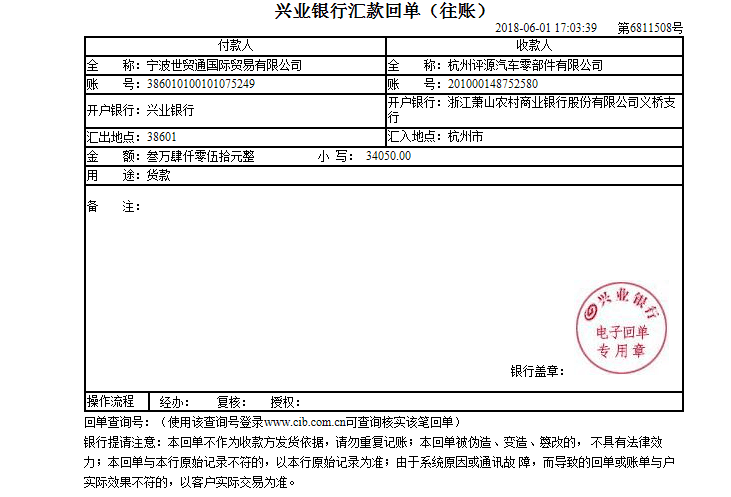 兴业银行汇款回单（往账）
2018-06-01 17:03:39 第6811508号
付款人 收款人
全 称：宁波世贸通国际贸易有限公司 全 称：杭州评源汽车零部件有限公司
账 号：386010100101075249 账 号：201000148752580
开户银行：兴业银行 开户银行：浙江萧山农村商业银行股份有限公司义桥支
行
汇出地点：38601 汇入地点：杭州市
金 额：叁万肆仟零伍拾元整 小 写： 34050.00
用 途：货款
备 注：
兴业银行
电子回单
专用章
银行盖章：
操作流程 经办： 复核： 授权：
回单查询号：（使用该查询号登录www.cib.com.cn可查询核实该笔回单）
银行提请注意：本回单不作为收款方发货依据，请勿重复记账；本回单被伪造、变造、篡改的，不具有法律效
力；本回单与本行原始记录不符的，以本行原始记录为准；由于系统原因或通讯故 障，而导致的回单或账单与户
实际效果不符的，以客户实际交易为准。